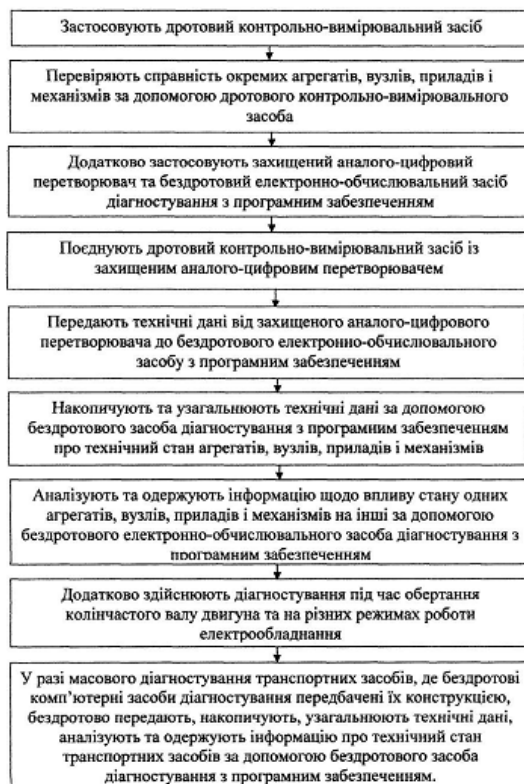 Застосовують дротовий контрольно-вимірювальний засіб
Перевіряють справність окремих агрегатів, вузлів, приладів і
механізмів за допомогою дротового контрольно-вимірювального
засоба
Додатково застосовують захищений аналого-цифровий
перетворювач та бездротовий електронно-обчислювальний засіб
діагностування з програмним забезпеченням
Поєднують дротовий контрольно-вимірювальний засіб із
захищеним аналого-цифровим перетворювачем
Передають технічні дані від захищеного аналого-цифрового
перетворювача до бездротового електронно-обчислювального
засобу з програмним забезпеченням
Накопичують та узагальнюють технічні дані за допомогою
бездротового засоба діагностування з програмним забезпеченням
про технічний стан агрегатів, вузлів, приладів і механізмів
Аналізують та одержують інформацію щодо впливу стану одних
агрегатів, вузлів, приладів і механізмів на інші за допомогою
бездротового електронно-обчислювального засоба діагностування з
програмним забезпеченням
Додатково здійснюють діагностування під час обертання
колінчастого валу двигуна та на різних режимах роботи
електрообладнання
У разі масового діагностування транспортних засобів, де бездротові
комп’ютерні засоби діагностування передбачені їх конструкцією,
бездротово передають, накопичують, узагальнюють технічні дані,
аналізують та одержують інформацію про технічний стан
транспортних засобів за допомогою бездротового засоба
діагностування з програмним забезпеченням.